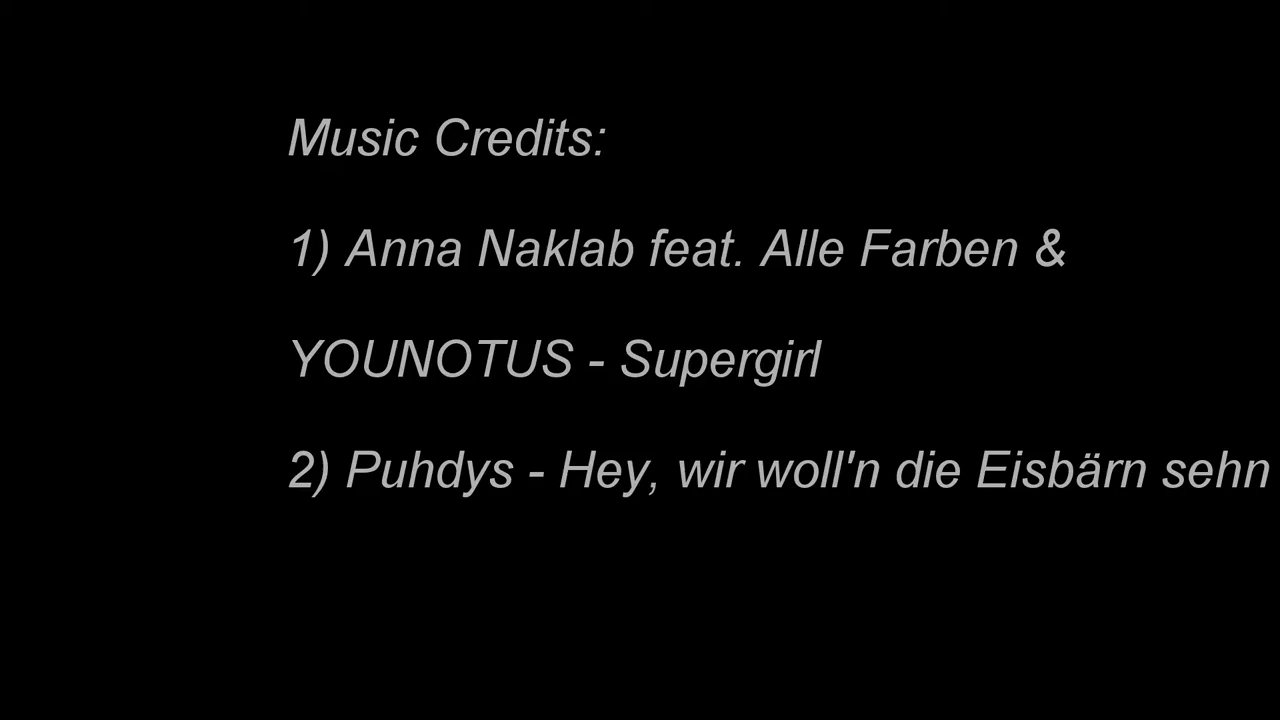 Music Credits:
1) Anna Naklab feat. Alle Farben &
YOUNOTUS - Supergirl
2) Puhdys - Hey, wir woll'n die Eisbärn sehn